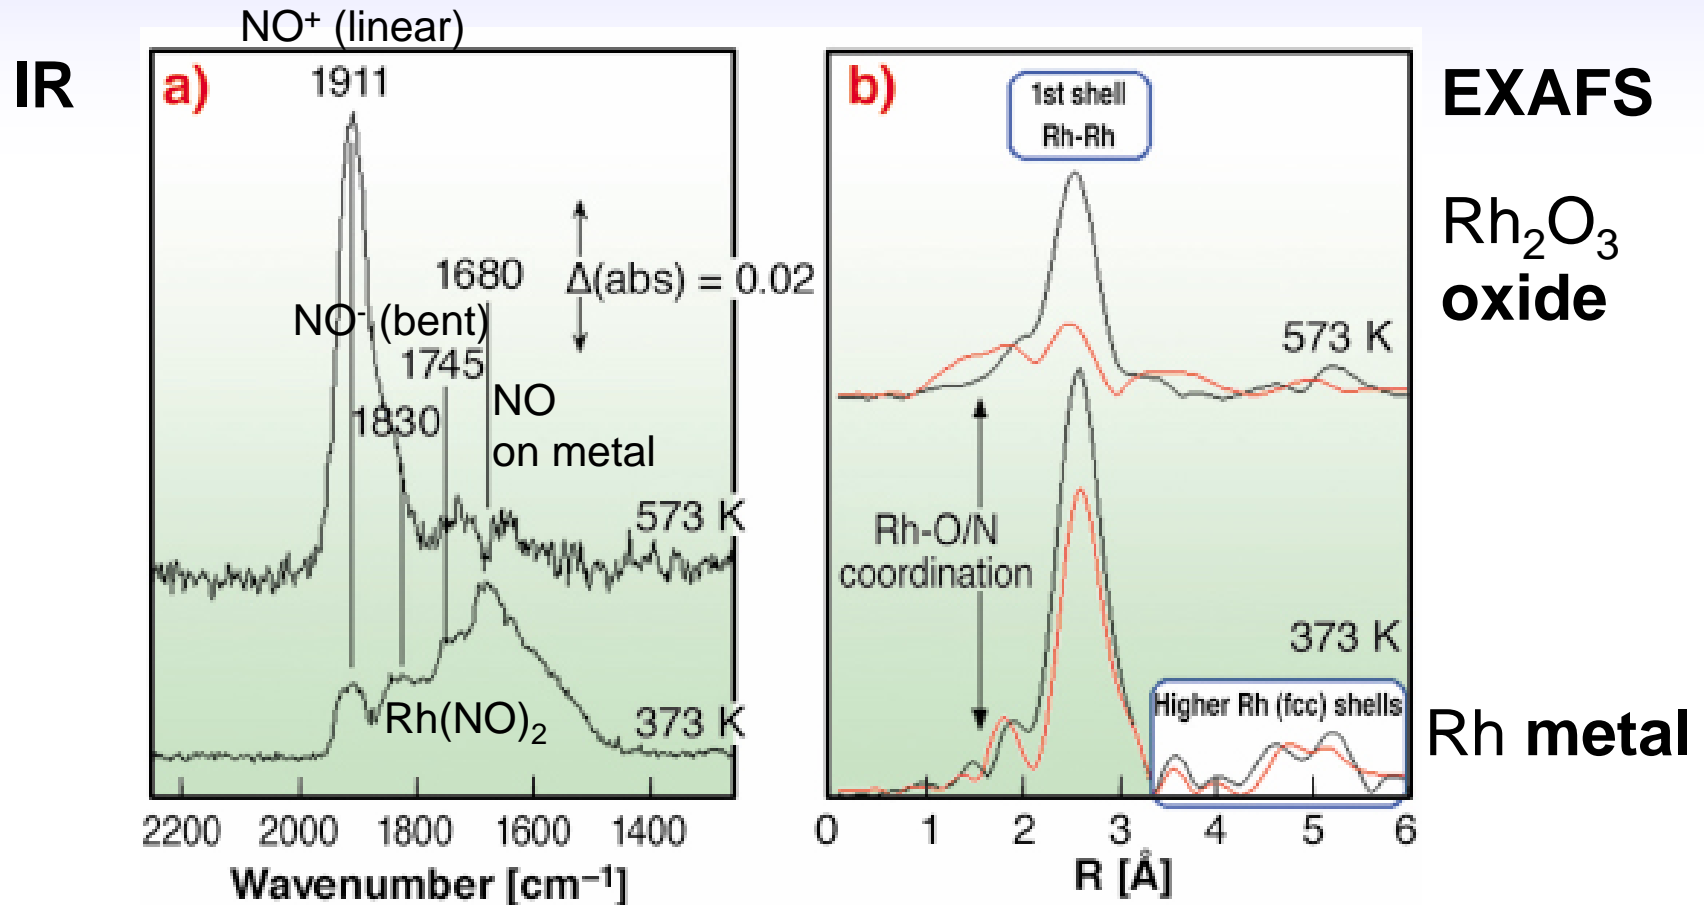 IR
NO⁺ (linear)
a)
1911
1680
Δ(abs) = 0.02
NO⁻ (bent)
1745
1830
NO
on metal
573 K
Rh(NO)₂
373 K
2200 2000 1800 1600 1400
Wavenumber [cm⁻¹]
b)
1st shell
Rh-Rh
573 K
Rh-O/N
coordination
373 K
Higher Rh (fcc) shells
0 1 2 3 4 5 6
R [Å]
EXAFS
Rh₂O₃
oxide
Rh metal